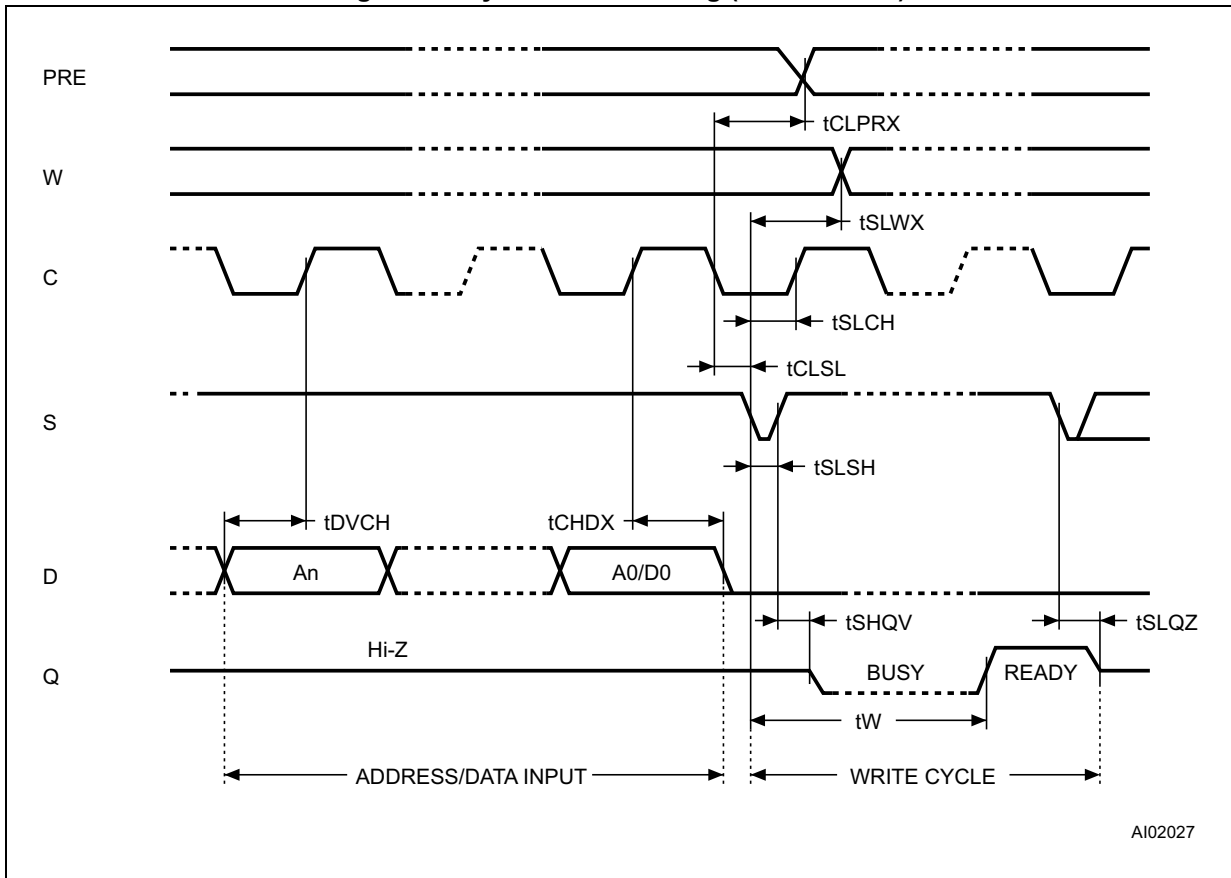 PRE
tCLPRX
W
tSLWX
C
tSLCH
tCLSL
S
tSLSH
tDVCH
tCHDX
D
An
A0/D0
tSHQV
tSLQZ
Hi-Z
Q
BUSY
READY
tW
ADDRESS/DATA INPUT
WRITE CYCLE
AI02027